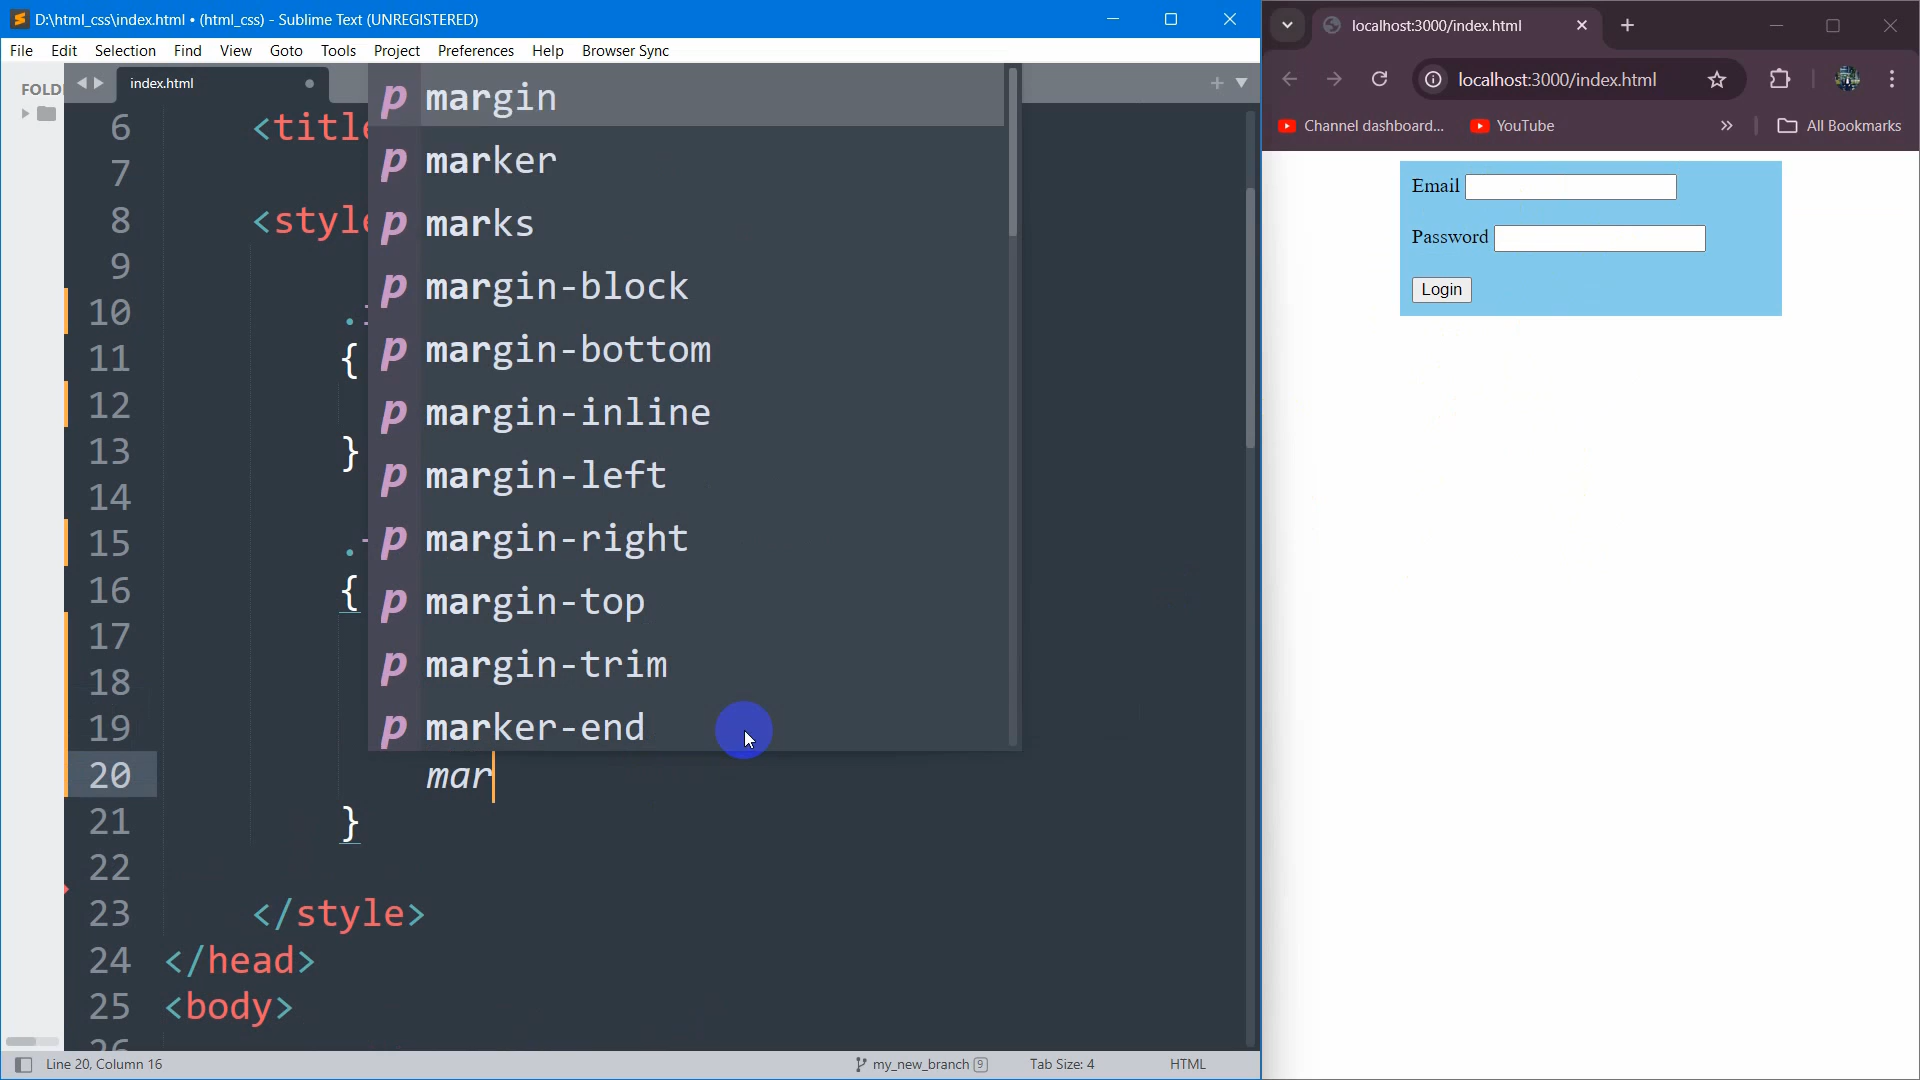 D:\html_css\index.html • (html_css) - Sublime Text (UNREGISTERED)
File Edit Selection Find View Goto Tools Project Preferences Help Browser Sync
FOLD
index.html
6 <title
7
8 <style
9
10 .
11 {
12
13 }
14
15 .
16 {
17
18
19
20 mar
21 }
22
23 </style>
24 </head>
25 <body>
26
p margin
p marker
p marks
p margin-block
p margin-bottom
p margin-inline
p margin-left
p margin-right
p margin-top
p margin-trim
p marker-end
Line 20, Column 16
my_new_branch 9
Tab Size: 4
HTML
localhost:3000/index.html
localhost:3000/index.html
Channel dashboard...
YouTube
All Bookmarks
Email
Password
Login